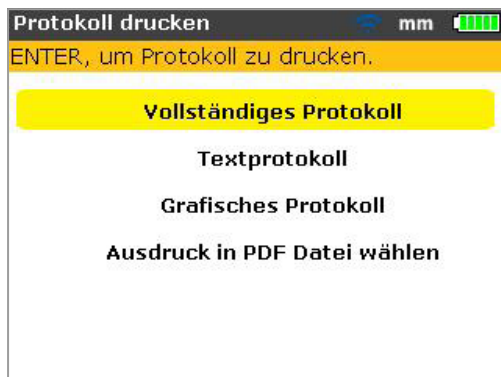 Protokoll drucken mm
ENTER, um Protokoll zu drucken.
Vollständiges Protokoll
Textprotokoll
Grafisches Protokoll
Ausdruck in PDF Datei wählen